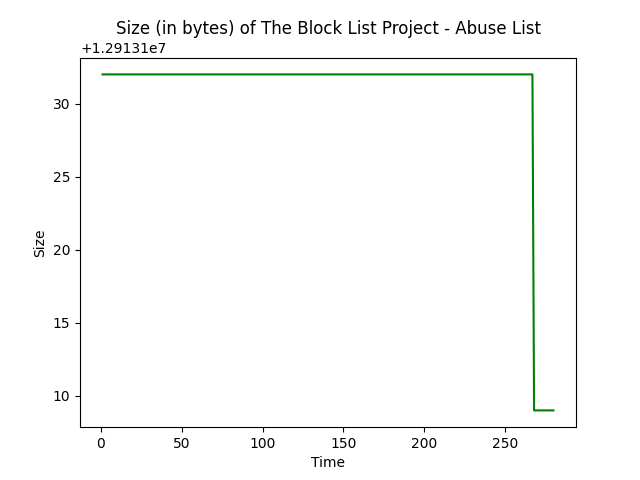 Size (in bytes) of The Block List Project - Abuse List
+1.29131e7
30
25
20
15
10
Size
0 50 100 150 200 250
Time